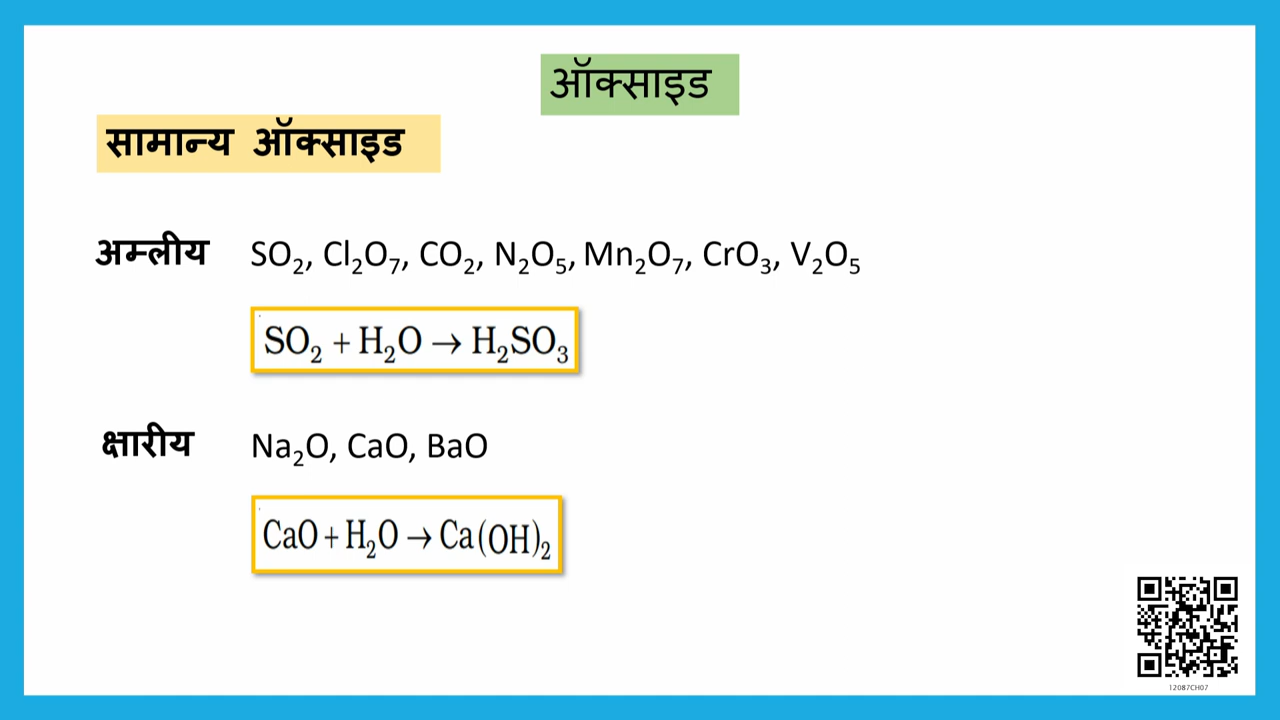 ऑक्साइड
सामान्य ऑक्साइड
अम्लीय SO₂, Cl₂O₇, CO₂, N₂O₅, Mn₂O₇, CrO₃, V₂O₅
SO₂ + H₂O → H₂SO₃
क्षारीय Na₂O, CaO, BaO
CaO + H₂O → Ca(OH)₂
12087CH07